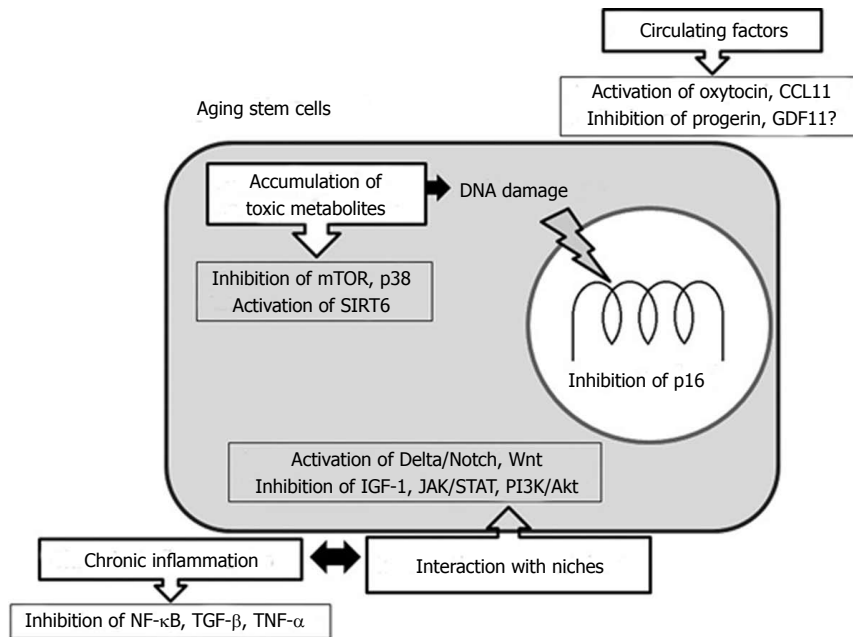 Circulating factors
Activation of oxytocin, CCL11
Inhibition of progerin, GDF11?
Aging stem cells
Accumulation of
toxic metabolites
DNA damage
Inhibition of mTOR, p38
Activation of SIRT6
Inhibition of p16
Activation of Delta/Notch, Wnt
Inhibition of IGF-1, JAK/STAT, PI3K/Akt
Chronic inflammation
Interaction with niches
Inhibition of NF-κB, TGF-β, TNF-α